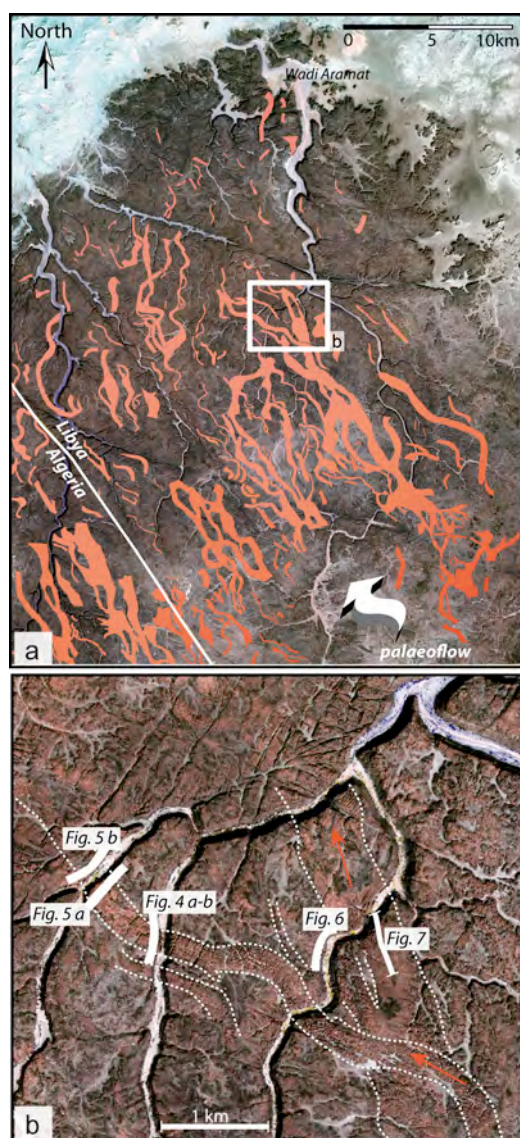 North
0 5 10km
Wadi Aramat
b
Libya
Algeria
palaeoflow
a
Fig. 5 b
Fig. 5 a
Fig. 4 a-b
Fig. 6
Fig. 7
1 km
b